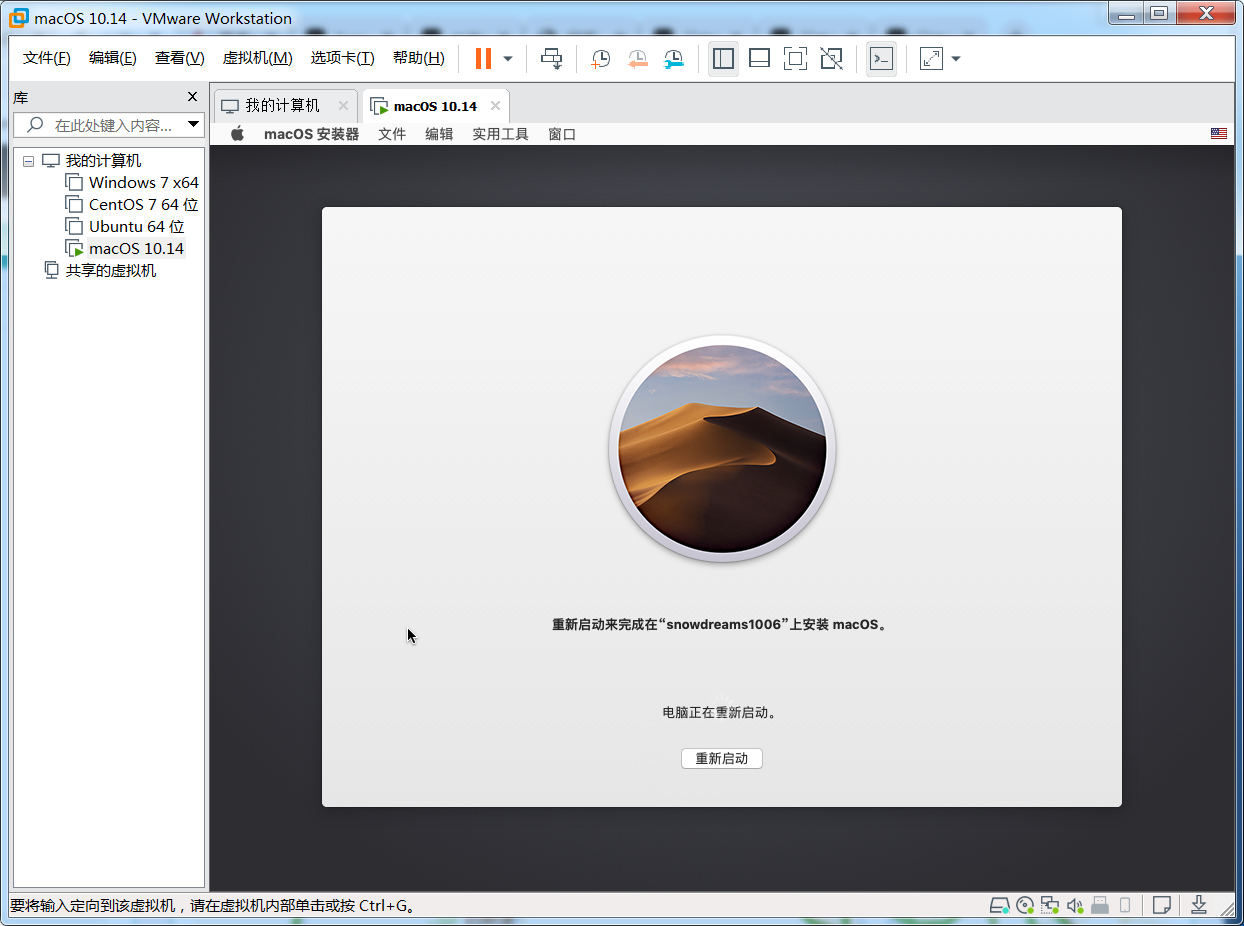 macOS 10.14 - VMware Workstation
文件(F) 编辑(E) 查看(V) 虚拟机(M) 选项卡(T) 帮助(H)
库
在此处键入内容...
我的计算机
Windows 7 x64
CentOS 7 64 位
Ubuntu 64 位
macOS 10.14
共享的虚拟机
我的计算机 macOS 10.14
macOS 安装器 文件 编辑 实用工具 窗口
重新启动来完成在“snowdreams1006”上安装 macOS。
电脑正在重新启动。
重新启动
要将输入定向到该虚拟机，请在虚拟机内部单击或按 Ctrl+G。